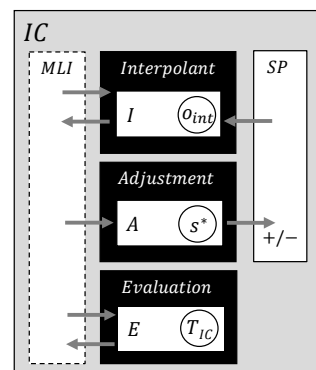 IC
MLI
Interpolant
SP
I
o_int
Adjustment
A
s*
+/−
Evaluation
E
T_IC